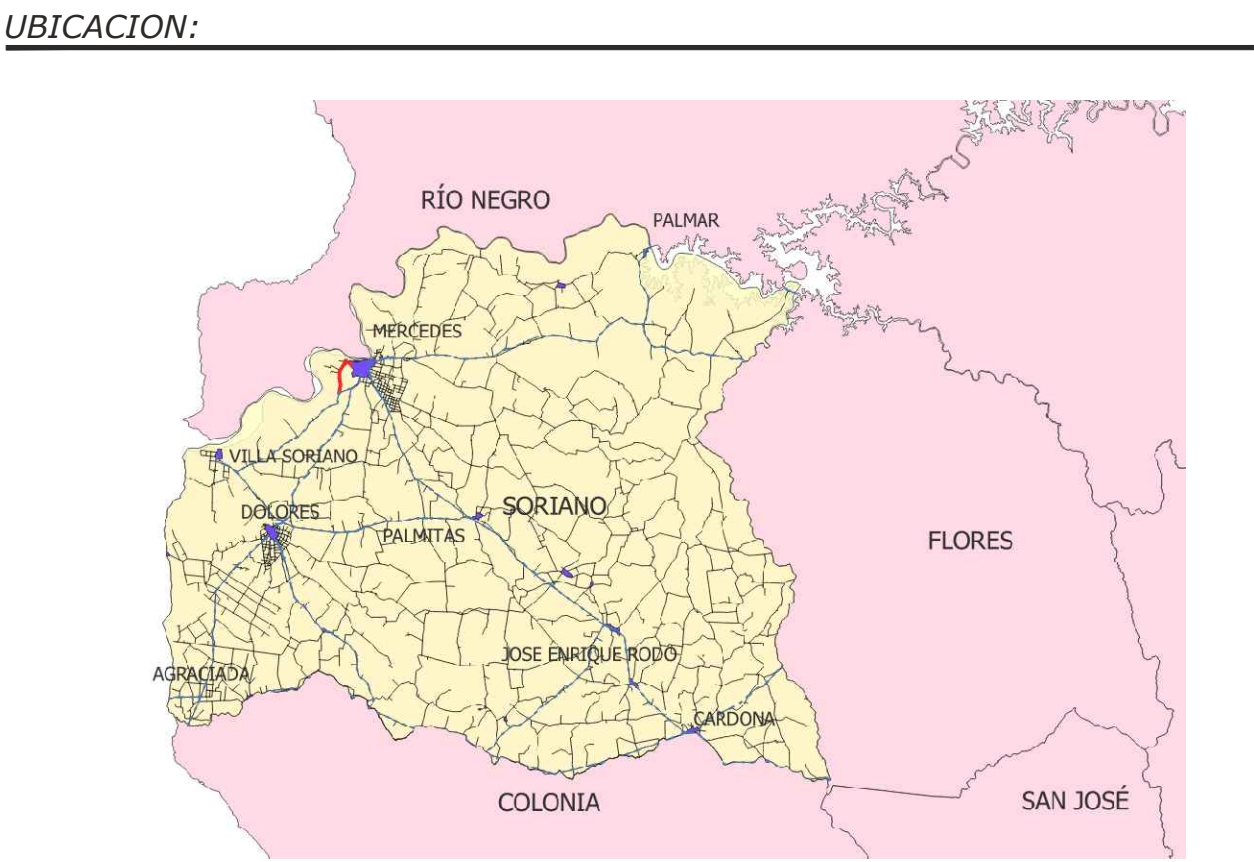 UBICACION:
RÍO NEGRO
PALMAR
MERCEDES
VILLA SORIANO
DOLORES
SORIANO
PALMITAS
FLORES
JOSE ENRIQUE RODO
AGRACIADA
CARDONA
COLONIA
SAN JOSÉ